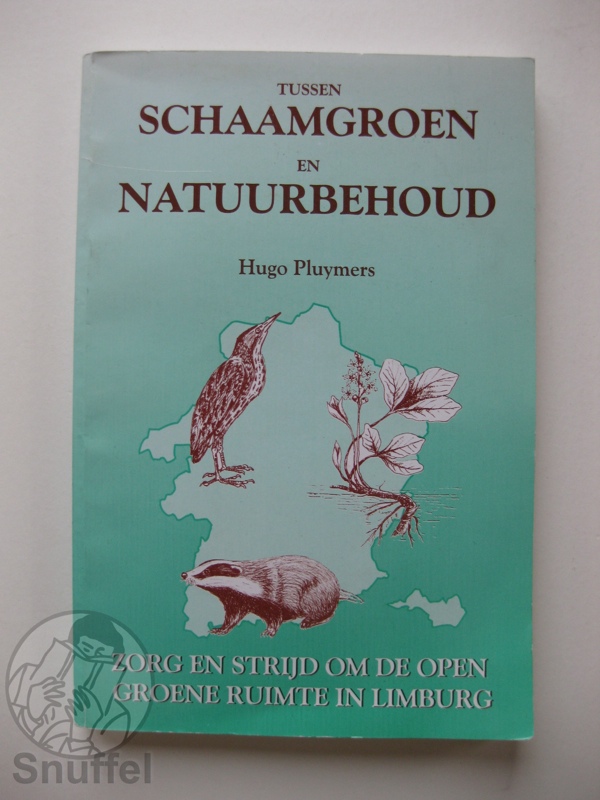 TUSSEN
SCHAAMGROEN
EN
NATUURBEHOUD
Hugo Pluymers
ZORG EN STRIJD OM DE OPEN
GROENE RUIMTE IN LIMBURG
Snuffel